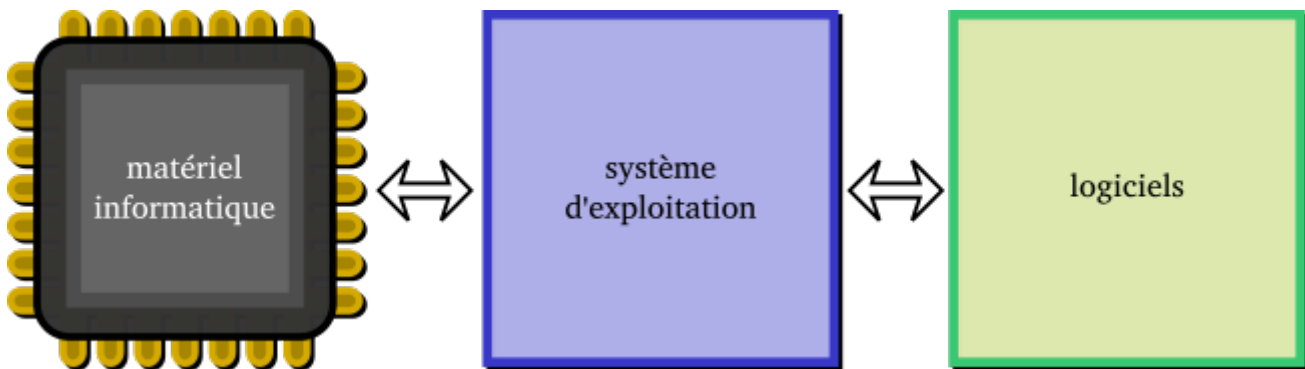 matériel
informatique
système
d'exploitation
logiciels